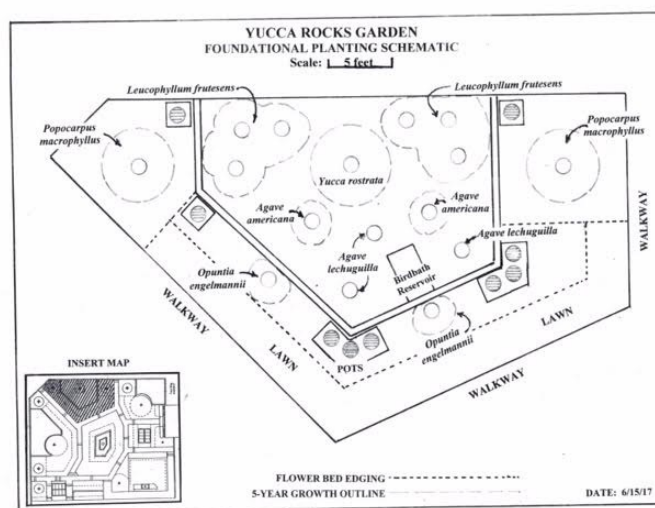 YUCCA ROCKS GARDEN
FOUNDATIONAL PLANTING SCHEMATIC
Scale: 5 feet
Leucophyllum frutesens
Leucophyllum frutesens
Popocarpus
macrophyllus
Popocarpus
macrophyllus
Yucca rostrata
Agave
americana
Agave
americana
Agave
lechuguilla
Agave lechuguilla
Birdbath
Reservoir
Opuntia
engelmannii
Opuntia
engelmannii
WALKWAY
WALKWAY
WALKWAY
LAWN
LAWN
POTS
INSERT MAP
FLOWER BED EDGING
5-YEAR GROWTH OUTLINE
DATE: 6/15/17